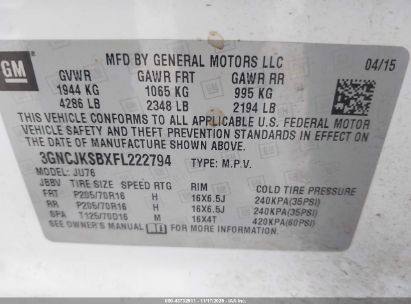 GM
MFD BY GENERAL MOTORS LLC
04/15
GVWR GAWR FRT GAWR RR
1944 KG 1065 KG 995 KG
4286 LB 2348 LB 2194 LB
THIS VEHICLE CONFORMS TO ALL APPLICABLE U.S. FEDERAL MOTOR
VEHICLE SAFETY AND THEFT PREVENTION STANDARDS IN EFFECT ON
THE DATE OF MANUFACTURE SHOWN ABOVE.
3GNCJKSBXFL222794 TYPE: M.P.V.
MODEL: JU76
JBBV TIRE SIZE SPEED RTG RIM COLD TIRE PRESSURE
FRT P205/70R16 H 16X6.5J 240KPA(35PSI)
RR P205/70R16 H 16X6.5J 240KPA(35PSI)
SPA T125/70D16 M 16X4T 420KPA(60PSI)
SEE OWNER'S MANUAL FOR ADDITIONAL INFORMATION.